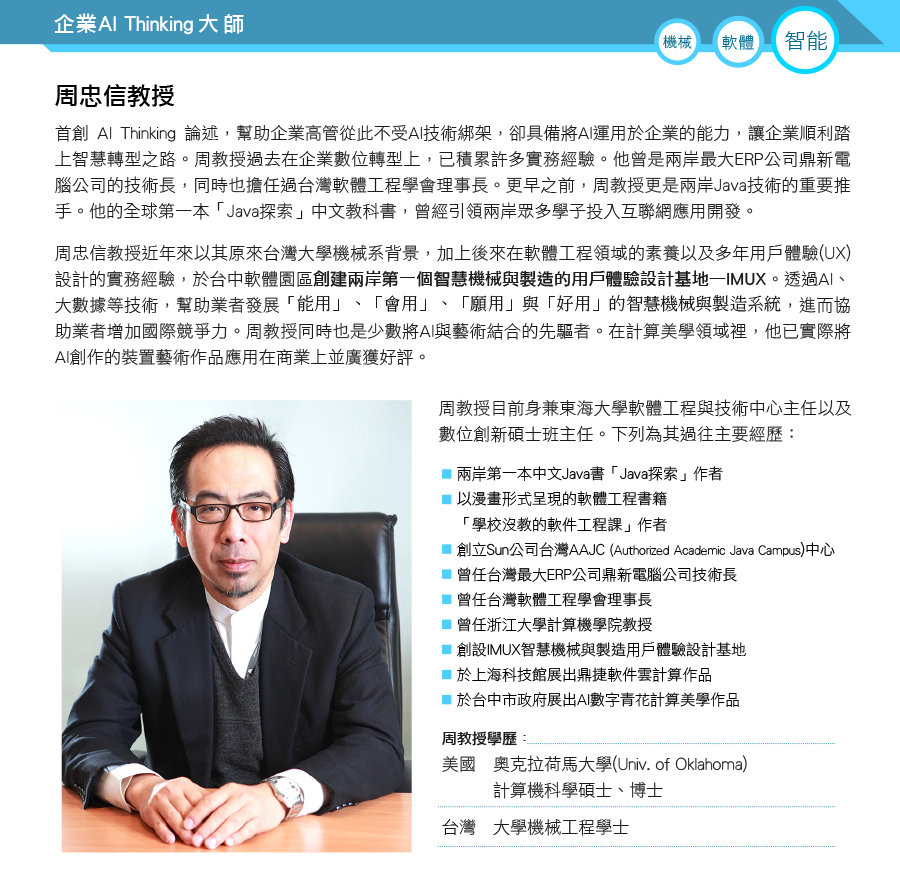 企業AI Thinking 大師
機械
軟體
智能
周忠信教授
首創 AI Thinking 論述，幫助企業高管從此不受AI技術綁架，卻具備將AI運用於企業的能力，讓企業順利踏
上智慧轉型之路。周教授過去在企業數位轉型上，已積累許多實務經驗。他曾是兩岸最大ERP公司鼎新電
腦公司的技術長，同時也擔任過台灣軟體工程學會理事長。更早之前，周教授更是兩岸Java技術的重要推
手。他的全球第一本「Java探索」中文教科書，曾經引領兩岸眾多學子投入互聯網應用開發。
周忠信教授近年來以其原來台灣大學機械系背景，加上後來在軟體工程領域的素養以及多年用戶體驗(UX)
設計的實務經驗，於台中軟體園區創建兩岸第一個智慧機械與製造的用戶體驗設計基地—IMUX。透過AI、
大數據等技術，幫助業者發展「能用」、「會用」、「願用」與「好用」的智慧機械與製造系統，進而協
助業者增加國際競爭力。周教授同時也是少數將AI與藝術結合的先驅者。在計算美學領域裡，他已實際將
AI創作的裝置藝術作品應用在商業上並廣獲好評。
周教授目前身兼東海大學軟體工程與技術中心主任以及
數位創新碩士班主任。下列為其過往主要經歷：
■ 兩岸第一本中文Java書「Java探索」作者
■ 以漫畫形式呈現的軟體工程書籍
「學校沒教的軟件工程課」作者
■ 創立Sun公司台灣AAJC (Authorized Academic Java Campus)中心
■ 曾任台灣最大ERP公司鼎新電腦公司技術長
■ 曾任台灣軟體工程學會理事長
■ 曾任浙江大學計算機學院教授
■ 創設IMUX智慧機械與製造用戶體驗設計基地
■ 於上海科技館展出鼎捷軟件雲計算作品
■ 於台中市政府展出AI數字青花計算美學作品
周教授學歷：
美國 奧克拉荷馬大學(Univ. of Oklahoma)
計算機科學碩士、博士
台灣 大學機械工程學士